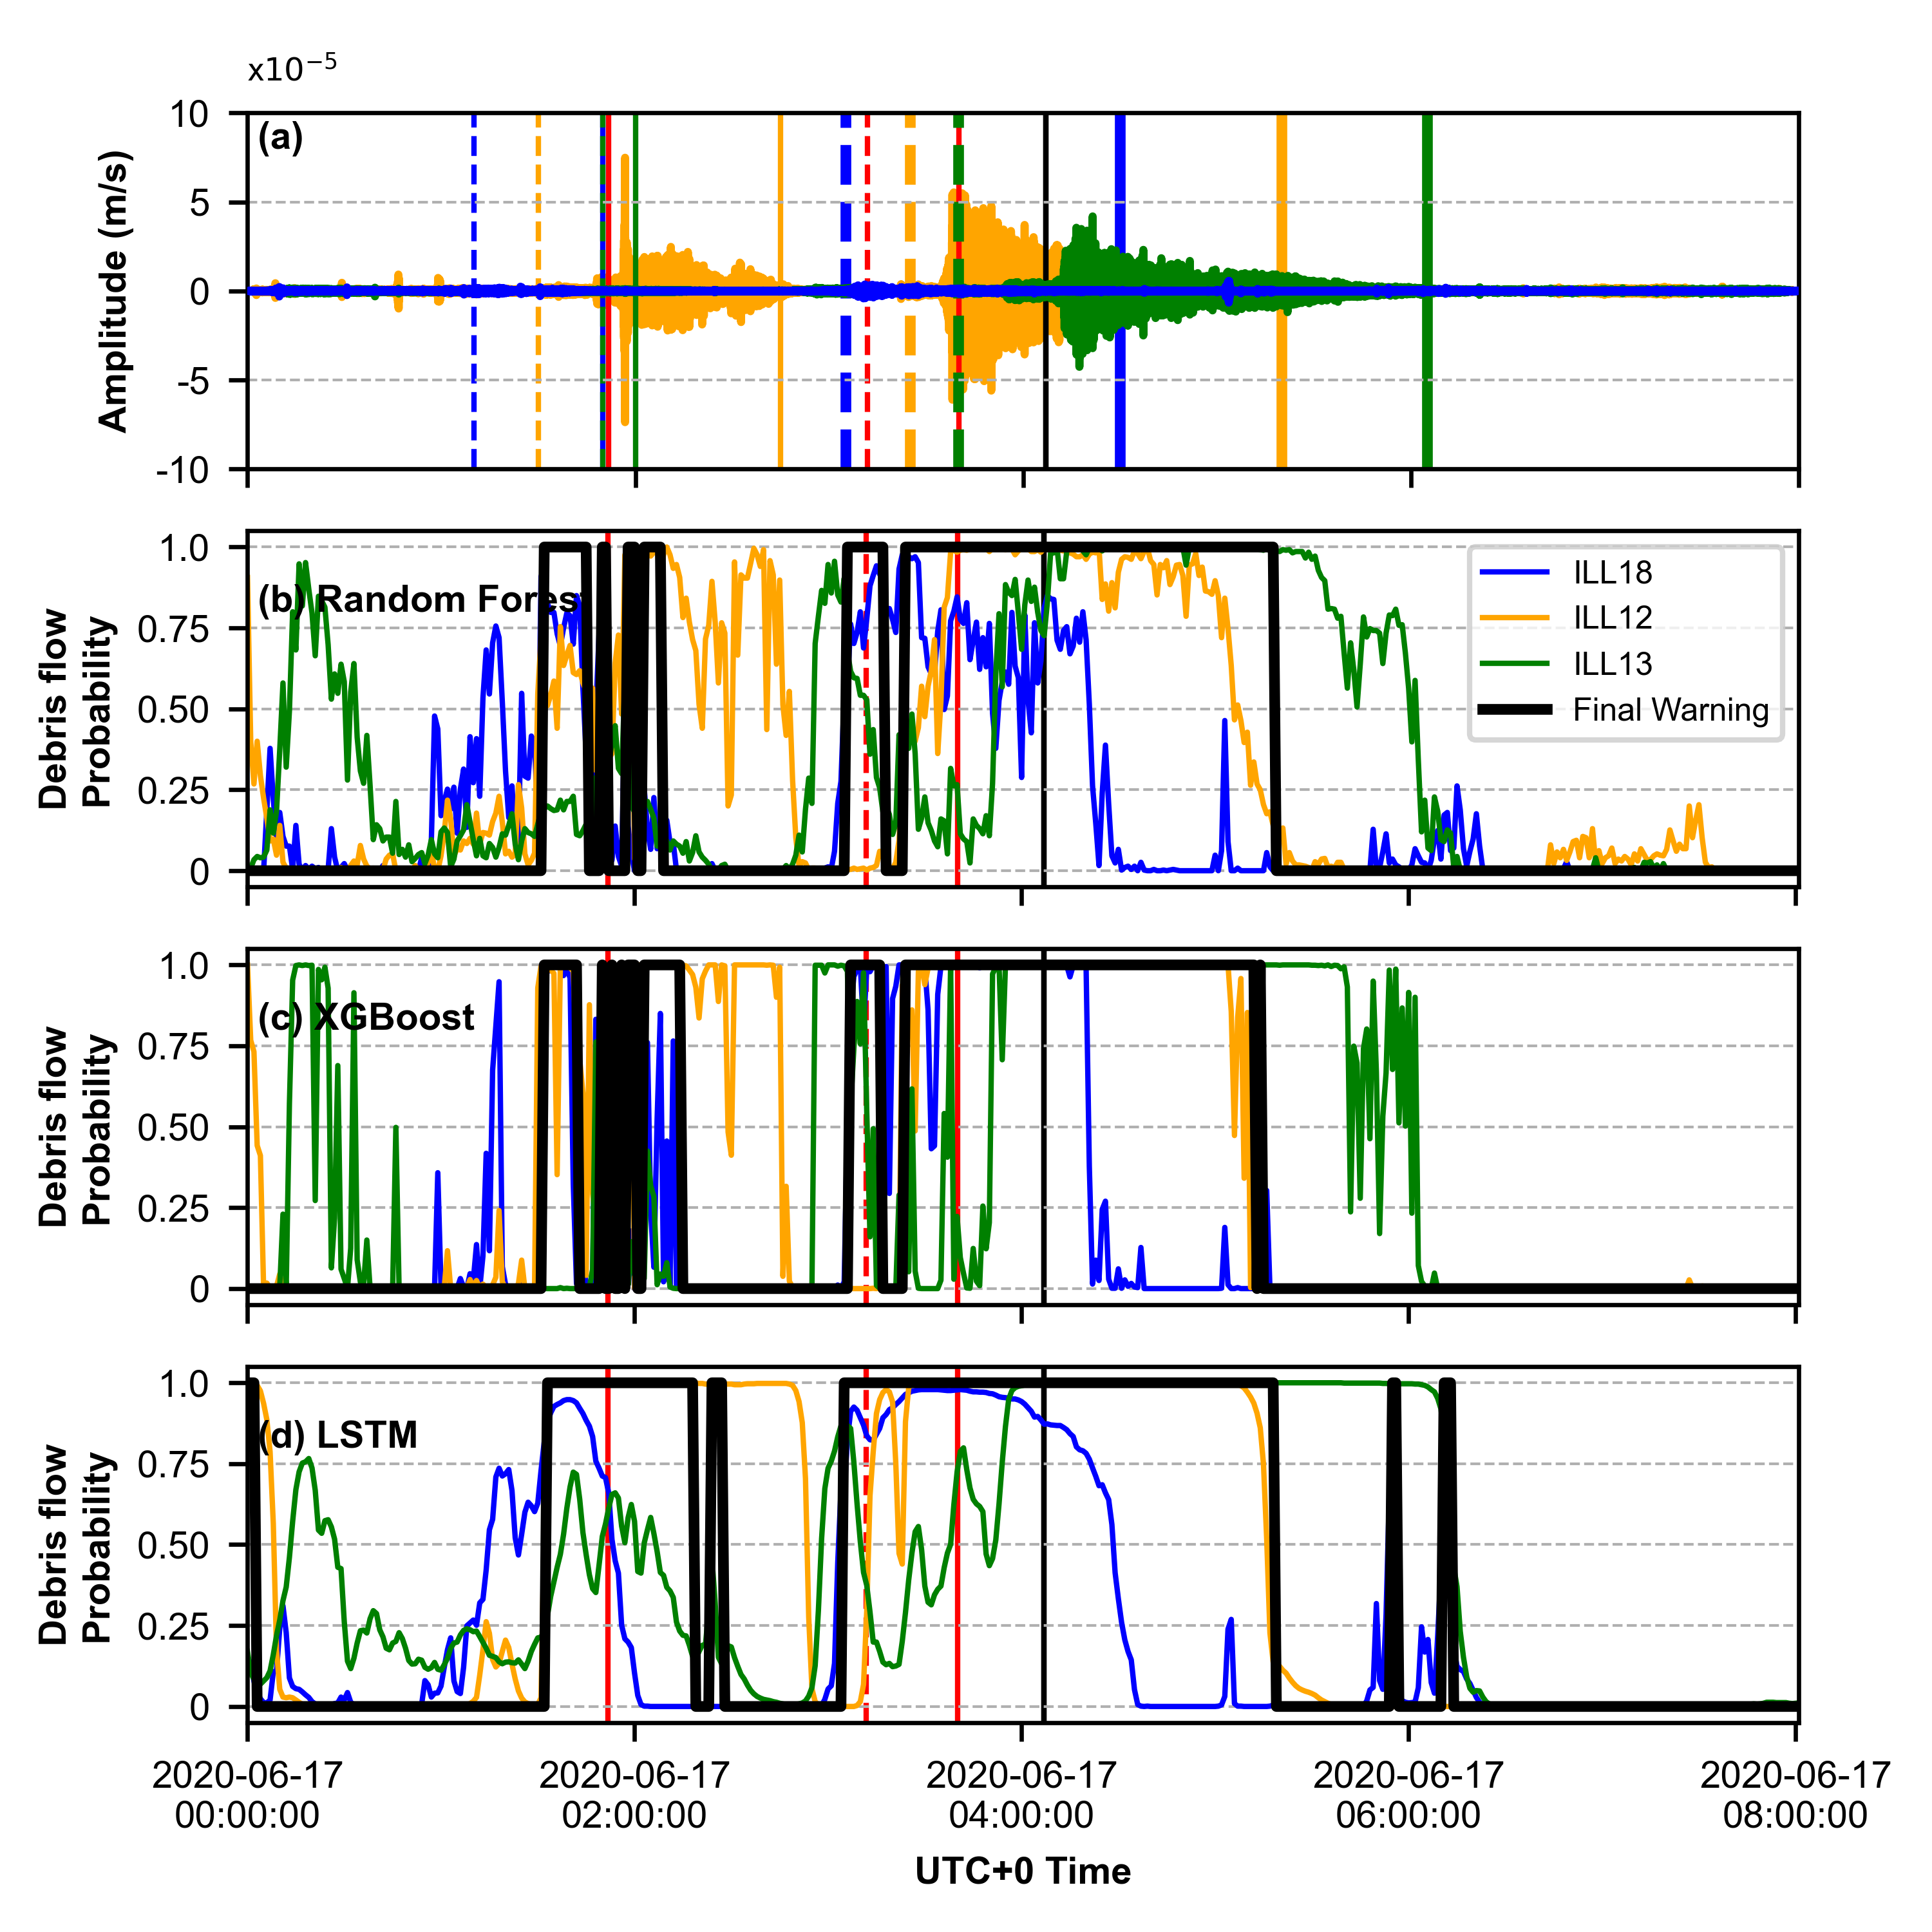 x10⁻⁵
(a)
10
5
0
-5
-10
Amplitude (m/s)
(b) Random Forest
1.0
0.75
0.50
0.25
0
Debris flow
Probability
ILL18
ILL12
ILL13
Final Warning
(c) XGBoost
1.0
0.75
0.50
0.25
0
Debris flow
Probability
(d) LSTM
1.0
0.75
0.50
0.25
0
Debris flow
Probability
2020-06-17 2020-06-17 2020-06-17 2020-06-17 2020-06-17
00:00:00 02:00:00 04:00:00 06:00:00 08:00:00
UTC+0 Time